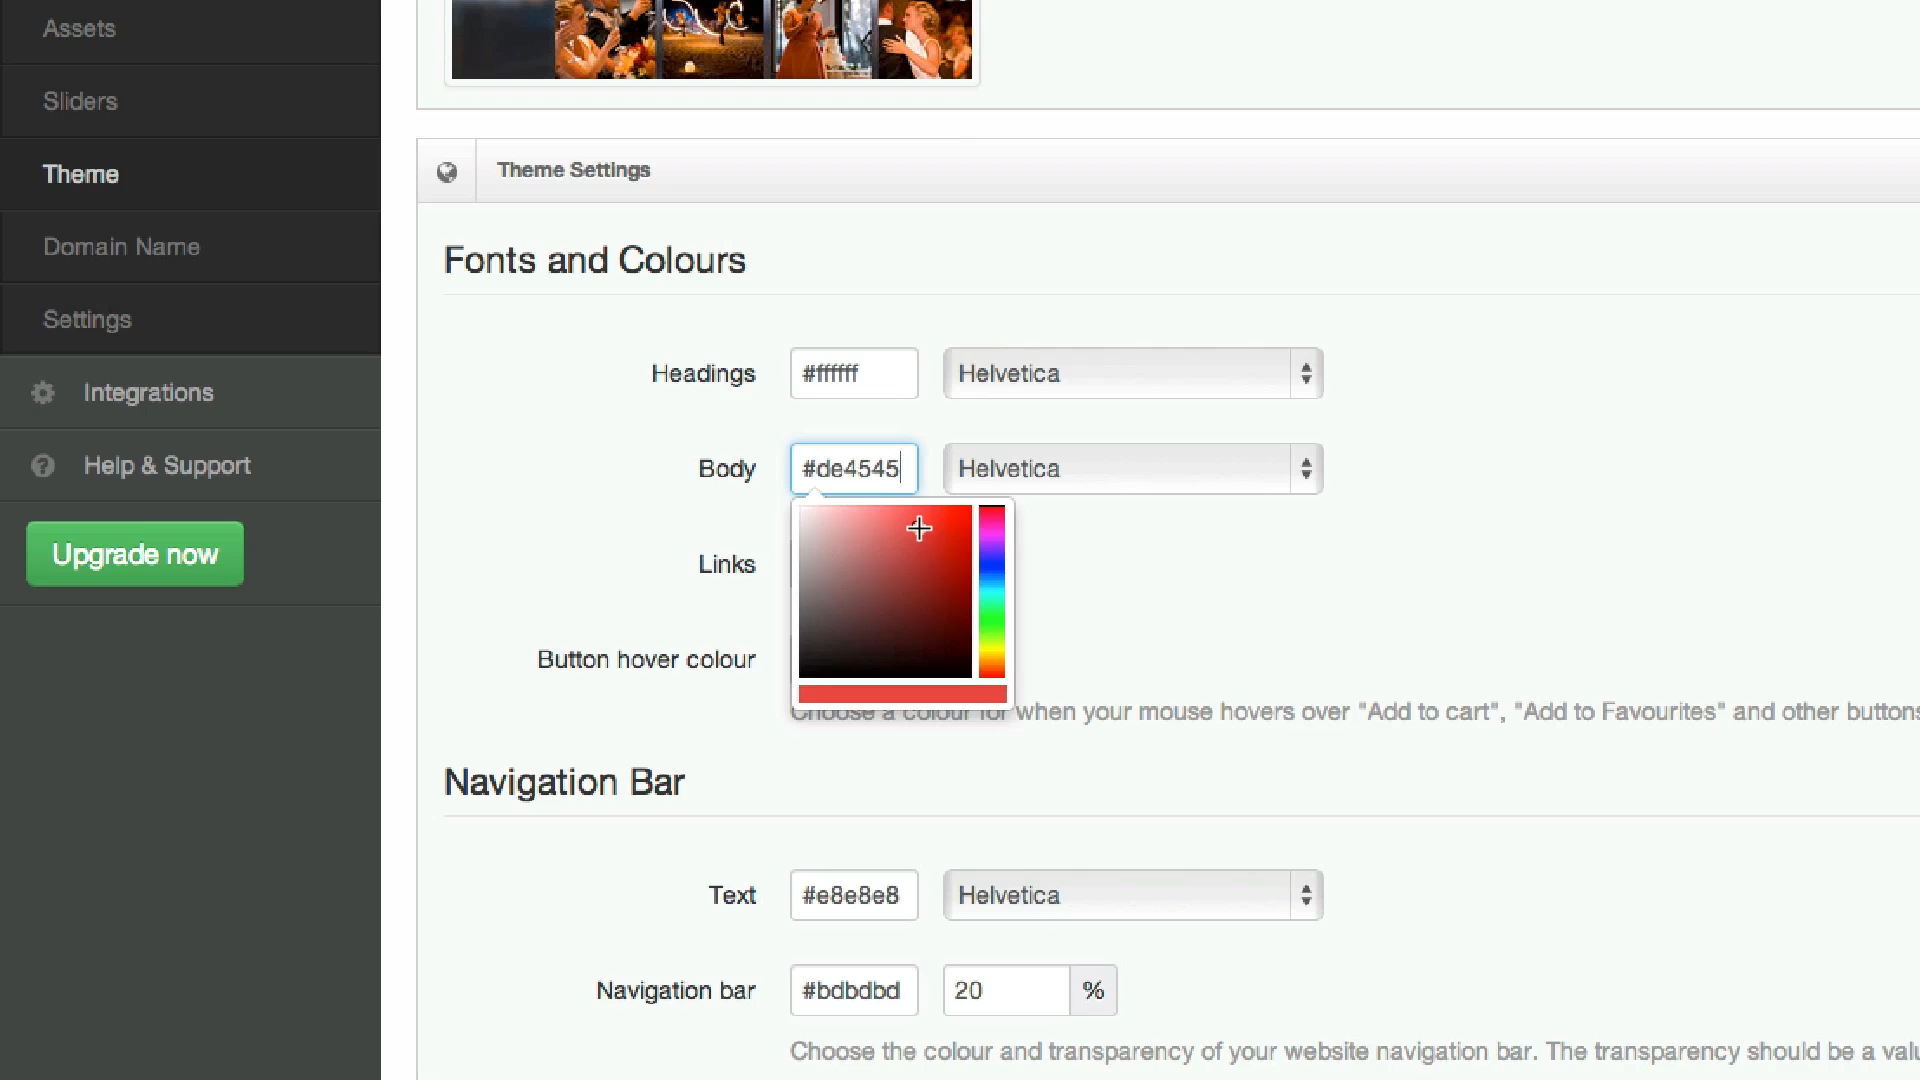 Assets
Sliders
Theme
Domain Name
Settings
Integrations
Help & Support
Upgrade now
Theme Settings
Fonts and Colours
Headings #ffffff Helvetica
Body #de4545 Helvetica
Links
Button hover colour
Choose a colour for when your mouse hovers over "Add to cart", "Add to Favourites" and other buttons
Navigation Bar
Text #e8e8e8 Helvetica
Navigation bar #bdbdbd 20 %
Choose the colour and transparency of your website navigation bar. The transparency should be a